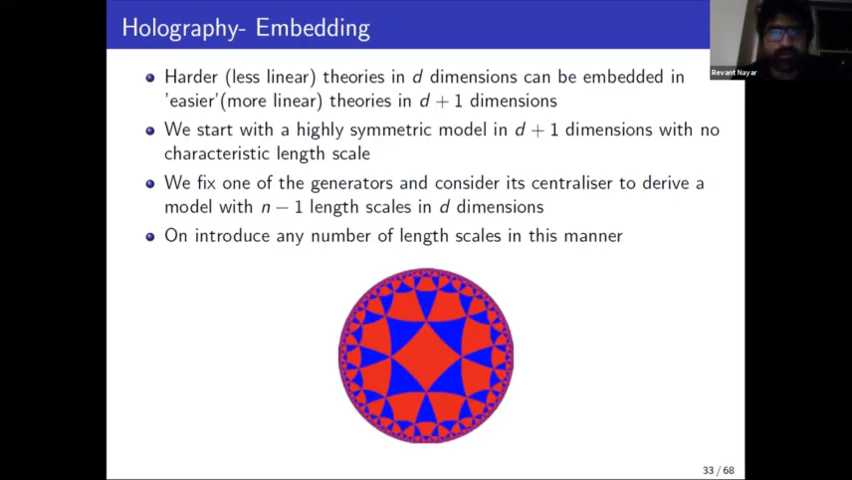 Holography- Embedding
Revant Nayar
Harder (less linear) theories in d dimensions can be embedded in
'easier'(more linear) theories in d + 1 dimensions
We start with a highly symmetric model in d + 1 dimensions with no
characteristic length scale
We fix one of the generators and consider its centraliser to derive a
model with n − 1 length scales in d dimensions
On introduce any number of length scales in this manner
33 / 68